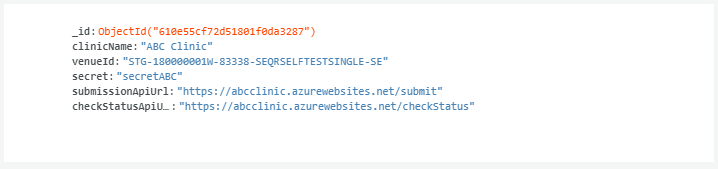 _id: ObjectId("610e55cf72d51801f0da3287")
clinicName: "ABC Clinic"
venueId: "STG-180000001W-83338-SEQRSELFTESTSINGLE-SE"
secret: "secretABC"
submissionApiUrl: "https://abcclinic.azurewebsites.net/submit"
checkStatusApiU… : "https://abcclinic.azurewebsites.net/checkStatus"